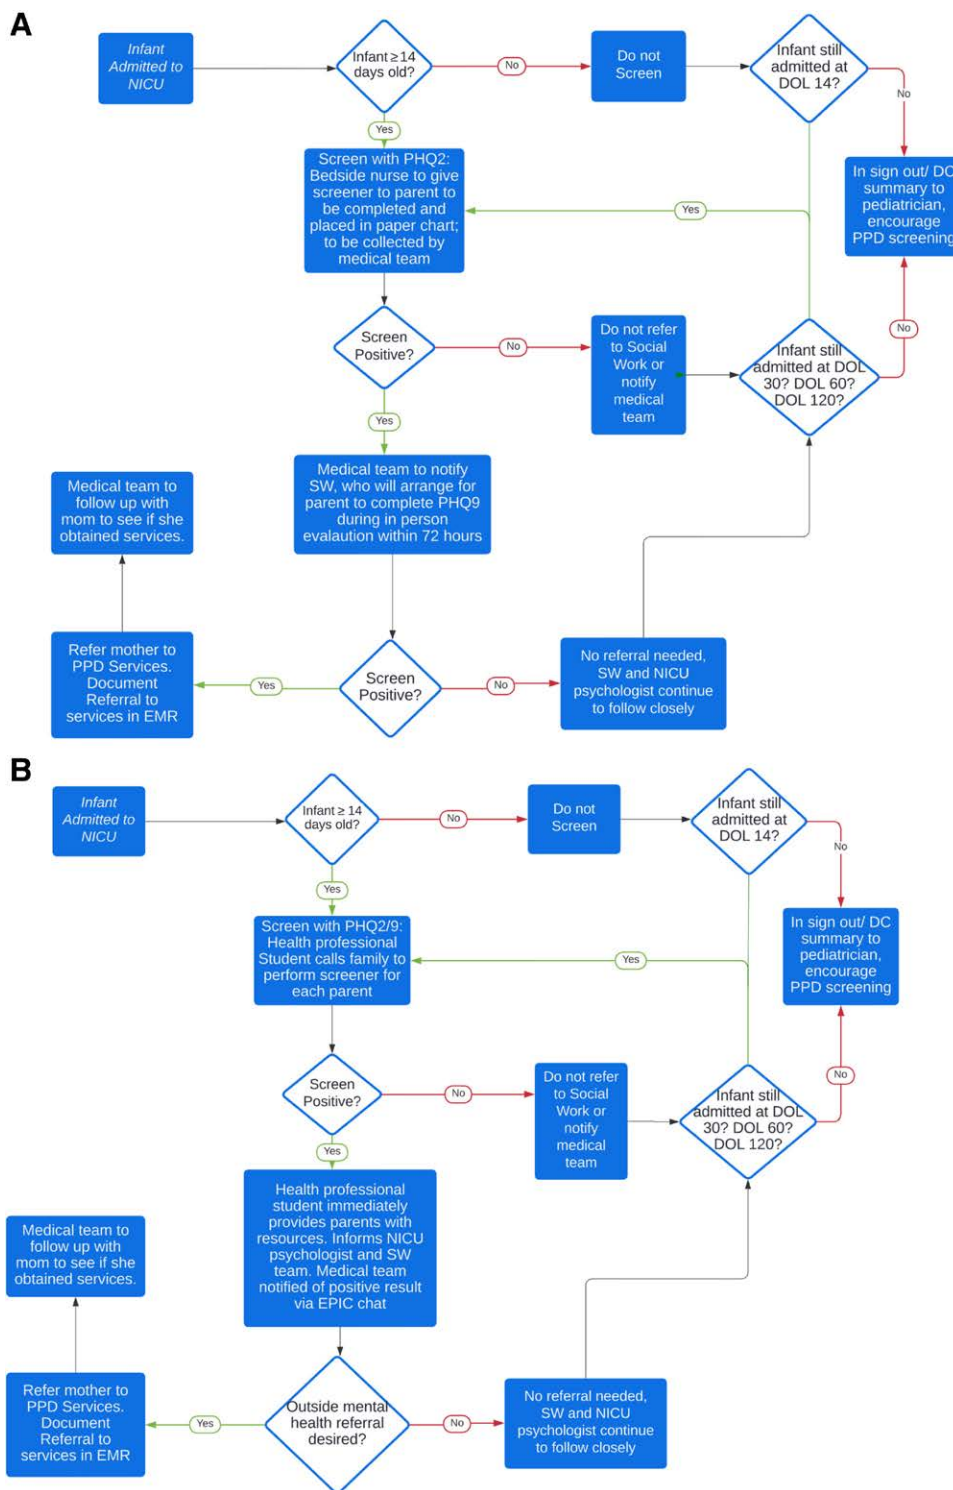 A
Infant
Admitted to
NICU
Infant ≥ 14
days old?
No
Do not
Screen
Infant still
admitted at
DOL 14?
No
Yes
Screen with PHQ2:
Bedside nurse to give
screener to parent to
be completed and
placed in paper chart;
to be collected by
medical team
Yes
In sign out/ DC
summary to
pediatrician,
encourage
PPD screening
Screen
Positive?
No
Do not refer
to Social
Work or
notify
medical
team
Infant still
admitted at DOL
30? DOL 60?
DOL 120?
No
Yes
Medical team to notify
SW, who will arrange for
parent to complete PHQ9
during in person
evalaution within 72 hours
Medical team to
follow up with
mom to see if she
obtained services.
Refer mother to
PPD Services.
Document
Referral to
services in EMR
Yes
Screen
Positive?
No
No referral needed,
SW and NICU
psychologist continue
to follow closely
B
Infant
Admitted to
NICU
Infant ≥ 14
days old?
No
Do not
Screen
Infant still
admitted at
DOL 14?
No
Yes
Screen with PHQ2/9:
Health professional
Student calls family to
perform screener for
each parent
Yes
In sign out/ DC
summary to
pediatrician,
encourage
PPD screening
Screen
Positive?
No
Do not refer
to Social
Work or
notify
medical
team
Infant still
admitted at DOL
30? DOL 60?
DOL 120?
No
Yes
Health professional
student immediately
provides parents with
resources. Informs NICU
psychologist and SW
team. Medical team
notified of positive result
via EPIC chat
Medical team to
follow up with
mom to see if she
obtained services.
Refer mother to
PPD Services.
Document
Referral to
services in EMR
Yes
Outside mental
health referral
desired?
No
No referral needed,
SW and NICU
psychologist continue
to follow closely